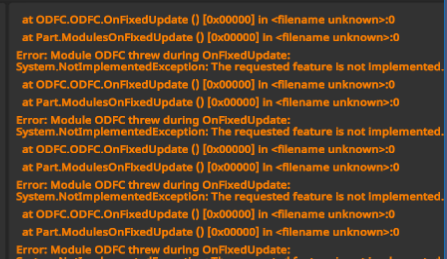 at ODFC.ODFC.OnFixedUpdate () [0x00000] in <filename unknown>:0
at Part.ModulesOnFixedUpdate () [0x00000] in <filename unknown>:0
Error: Module ODFC threw during OnFixedUpdate:
System.NotImplementedException: The requested feature is not implemented.
at ODFC.ODFC.OnFixedUpdate () [0x00000] in <filename unknown>:0
at Part.ModulesOnFixedUpdate () [0x00000] in <filename unknown>:0
Error: Module ODFC threw during OnFixedUpdate:
System.NotImplementedException: The requested feature is not implemented.
at ODFC.ODFC.OnFixedUpdate () [0x00000] in <filename unknown>:0
at Part.ModulesOnFixedUpdate () [0x00000] in <filename unknown>:0
Error: Module ODFC threw during OnFixedUpdate:
System.NotImplementedException: The requested feature is not implemented.
at ODFC.ODFC.OnFixedUpdate () [0x00000] in <filename unknown>:0
at Part.ModulesOnFixedUpdate () [0x00000] in <filename unknown>:0
Error: Module ODFC threw during OnFixedUpdate: